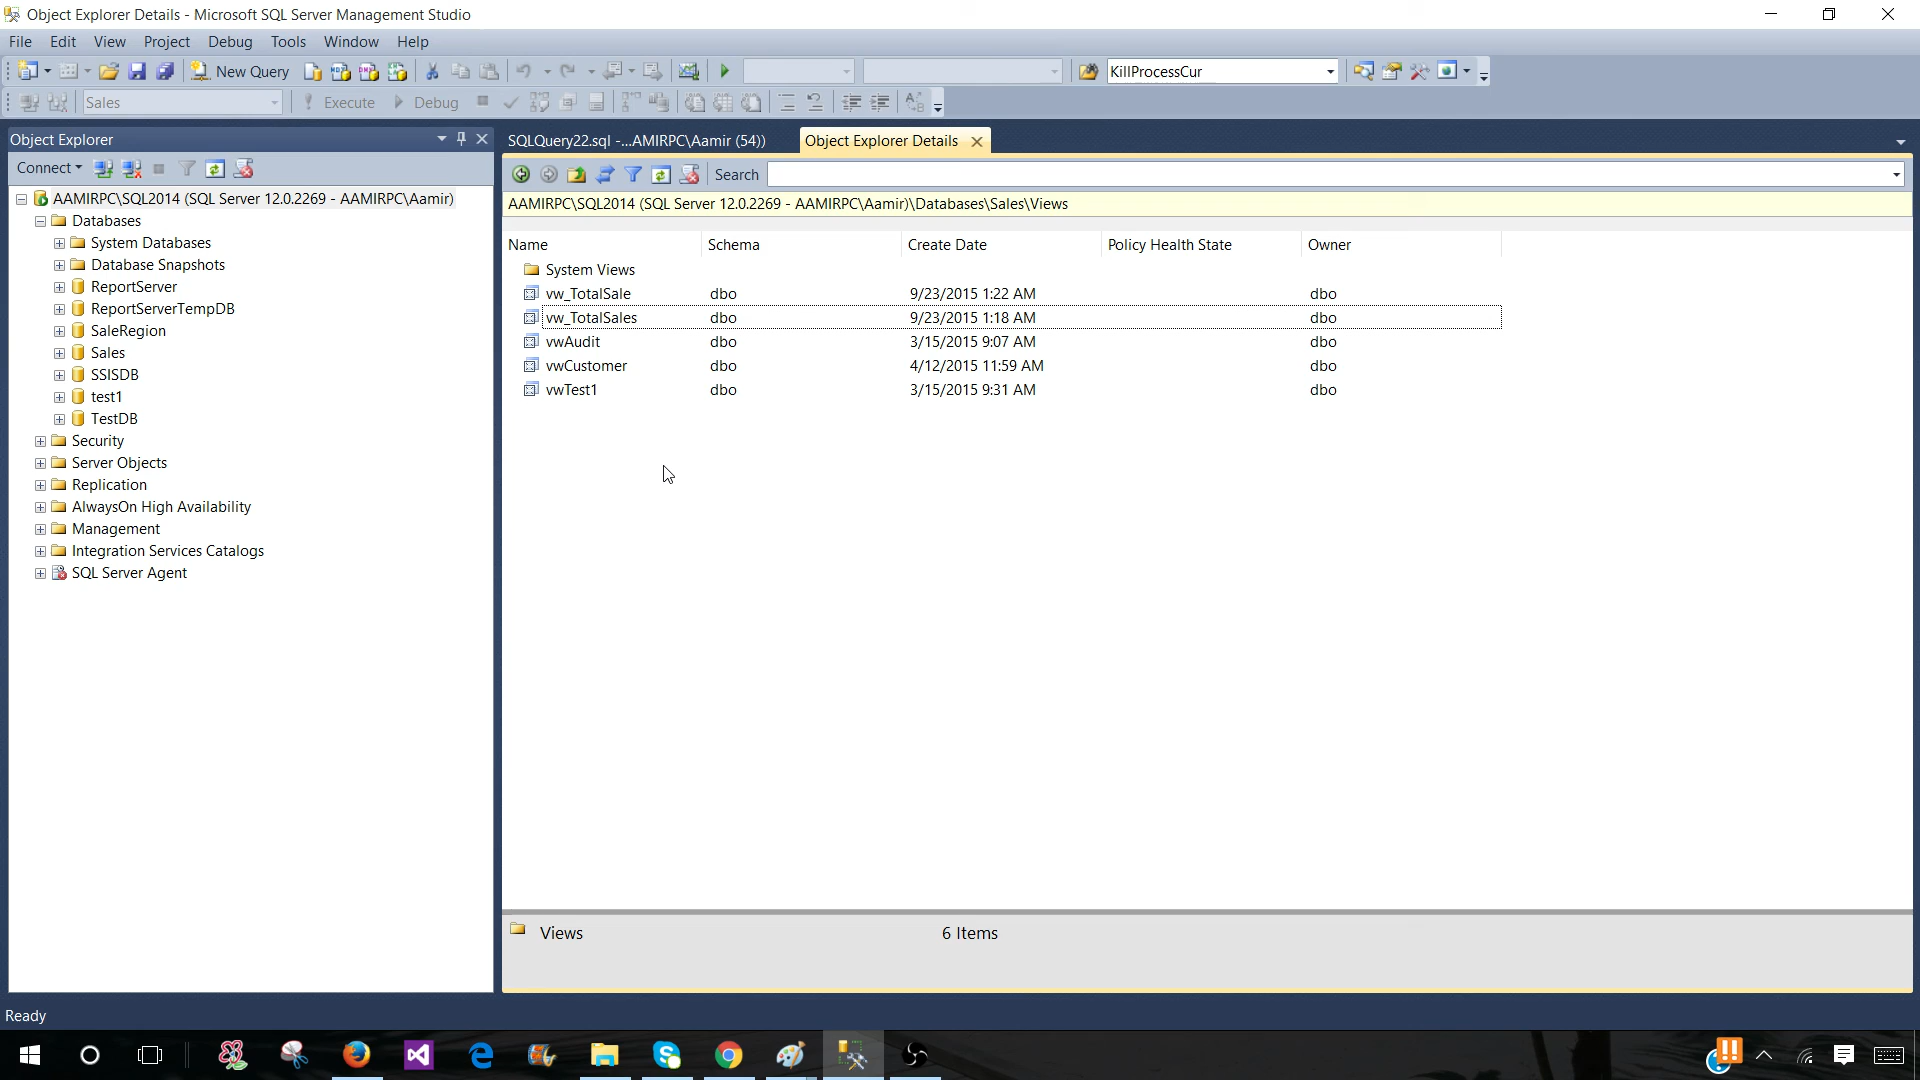 Object Explorer Details - Microsoft SQL Server Management Studio
File Edit View Project Debug Tools Window Help
New Query KillProcessCur
Sales Execute Debug
Object Explorer
SQLQuery22.sql -...AMIRPC\Aamir (54)) Object Explorer Details
Connect
Search
AAMIRPC\SQL2014 (SQL Server 12.0.2269 - AAMIRPC\Aamir)
Databases
System Databases
Database Snapshots
ReportServer
ReportServerTempDB
SaleRegion
Sales
SSISDB
test1
TestDB
Security
Server Objects
Replication
AlwaysOn High Availability
Management
Integration Services Catalogs
SQL Server Agent
AAMIRPC\SQL2014 (SQL Server 12.0.2269 - AAMIRPC\Aamir)\Databases\Sales\Views
Name Schema Create Date Policy Health State Owner
System Views
vw_TotalSale dbo 9/23/2015 1:22 AM dbo
vw_TotalSales dbo 9/23/2015 1:18 AM dbo
vwAudit dbo 3/15/2015 9:07 AM dbo
vwCustomer dbo 4/12/2015 11:59 AM dbo
vwTest1 dbo 3/15/2015 9:31 AM dbo
Views 6 Items
Ready